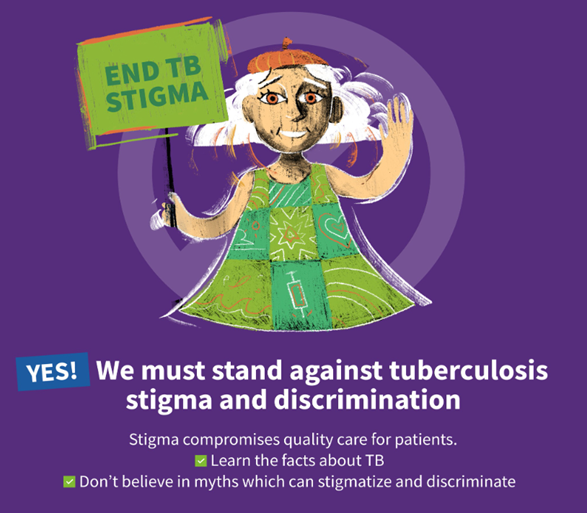 END TB
STIGMA
YES! We must stand against tuberculosis
stigma and discrimination
Stigma compromises quality care for patients.
Learn the facts about TB
Don't believe in myths which can stigmatize and discriminate